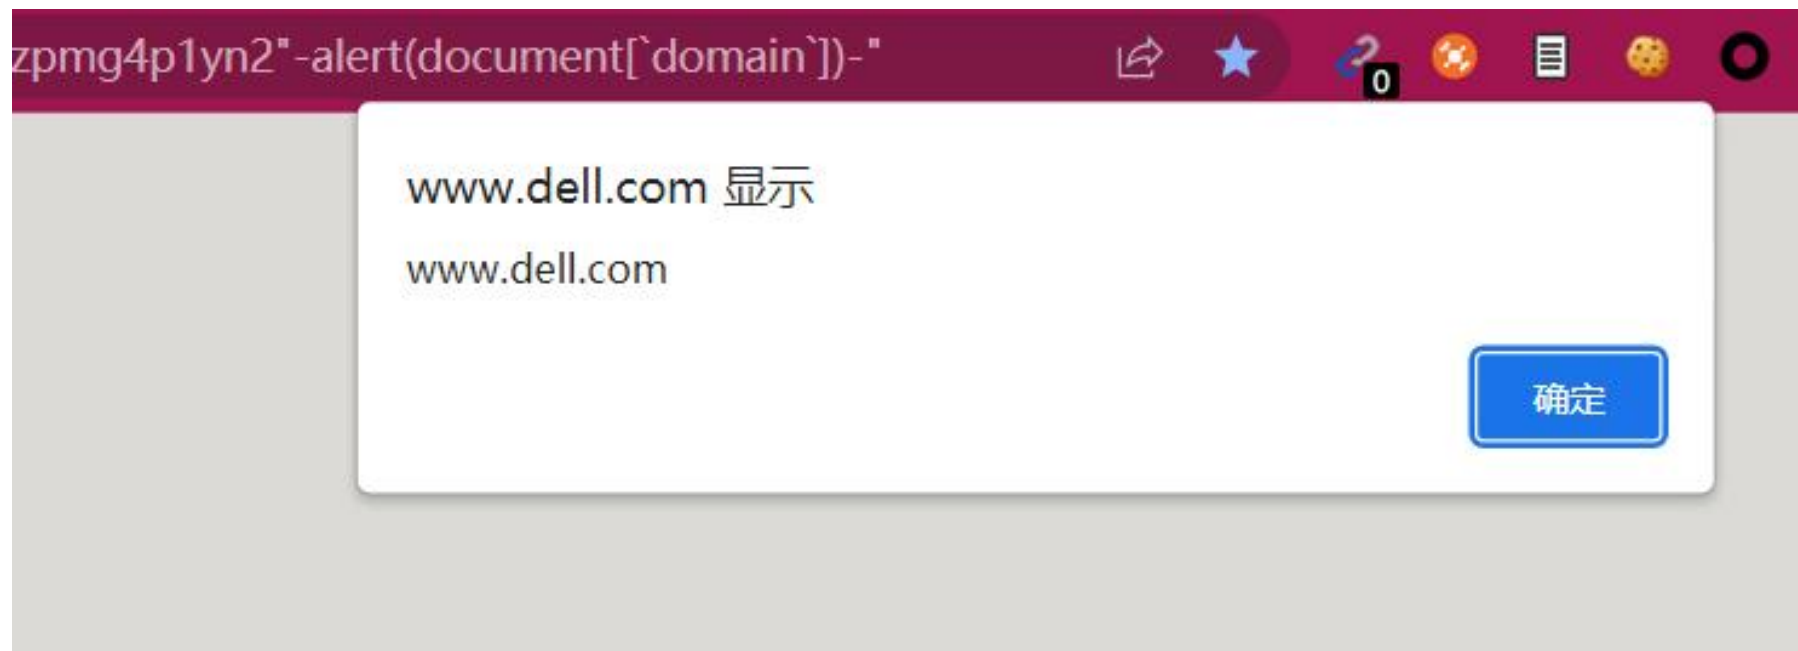 zpmg4p1yn2"-alert(document[`domain`])-"
0
www.dell.com 显示
www.dell.com
确定